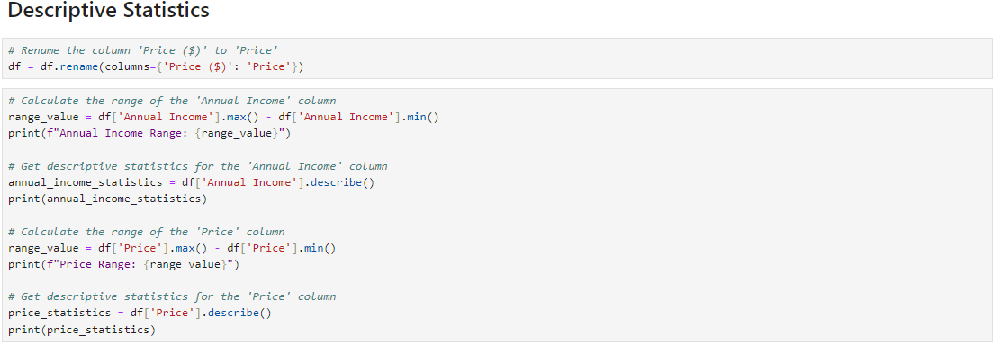 Descriptive Statistics
# Rename the column 'Price ($)' to 'Price'
df = df.rename(columns={'Price ($)': 'Price'})
# Calculate the range of the 'Annual Income' column
range_value = df['Annual Income'].max() - df['Annual Income'].min()
print(f"Annual Income Range: {range_value}")
# Get descriptive statistics for the 'Annual Income' column
annual_income_statistics = df['Annual Income'].describe()
print(annual_income_statistics)
# Calculate the range of the 'Price' column
range_value = df['Price'].max() - df['Price'].min()
print(f"Price Range: {range_value}")
# Get descriptive statistics for the 'Price' column
price_statistics = df['Price'].describe()
print(price_statistics)